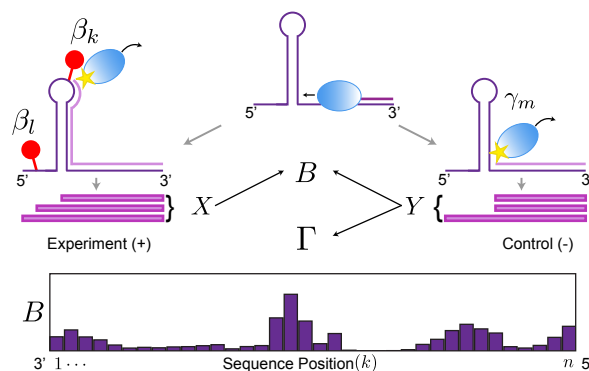 β_k
β_l
5' 3'
γ_m
5' 3'
5' 3
X B Y
Γ
Experiment (+) Control (-)
B
3' 1 ··· Sequence Position(k) n 5